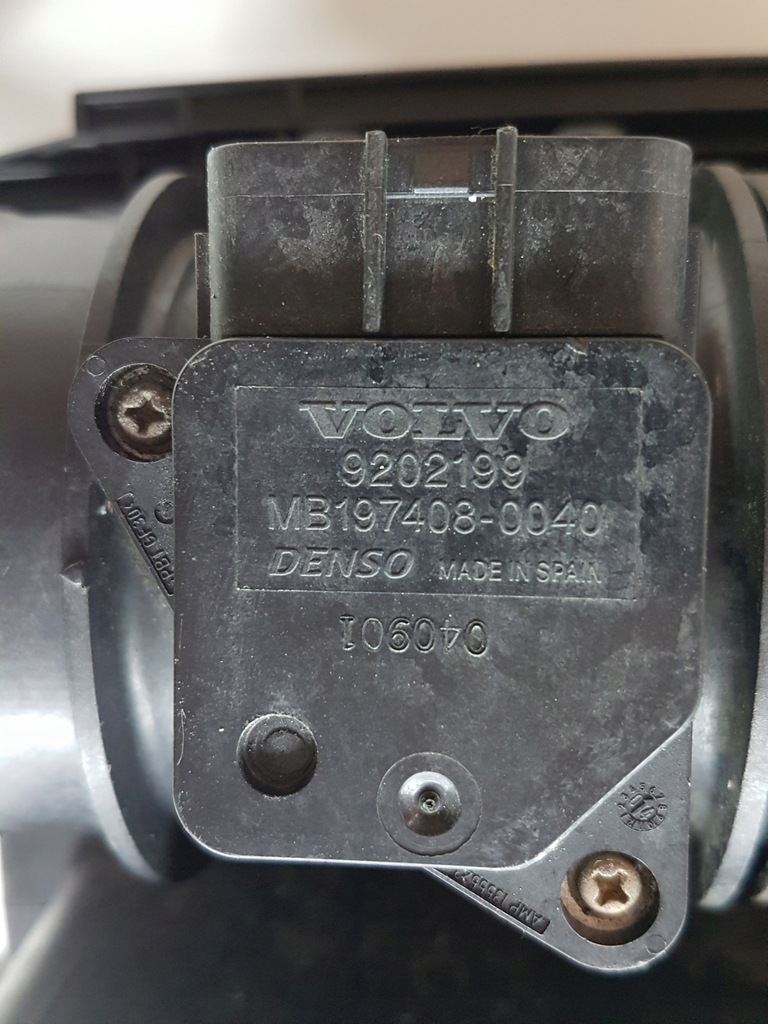 VOLVO
9202199
MB197408-0040
DENSO MADE IN SPAIN
040901